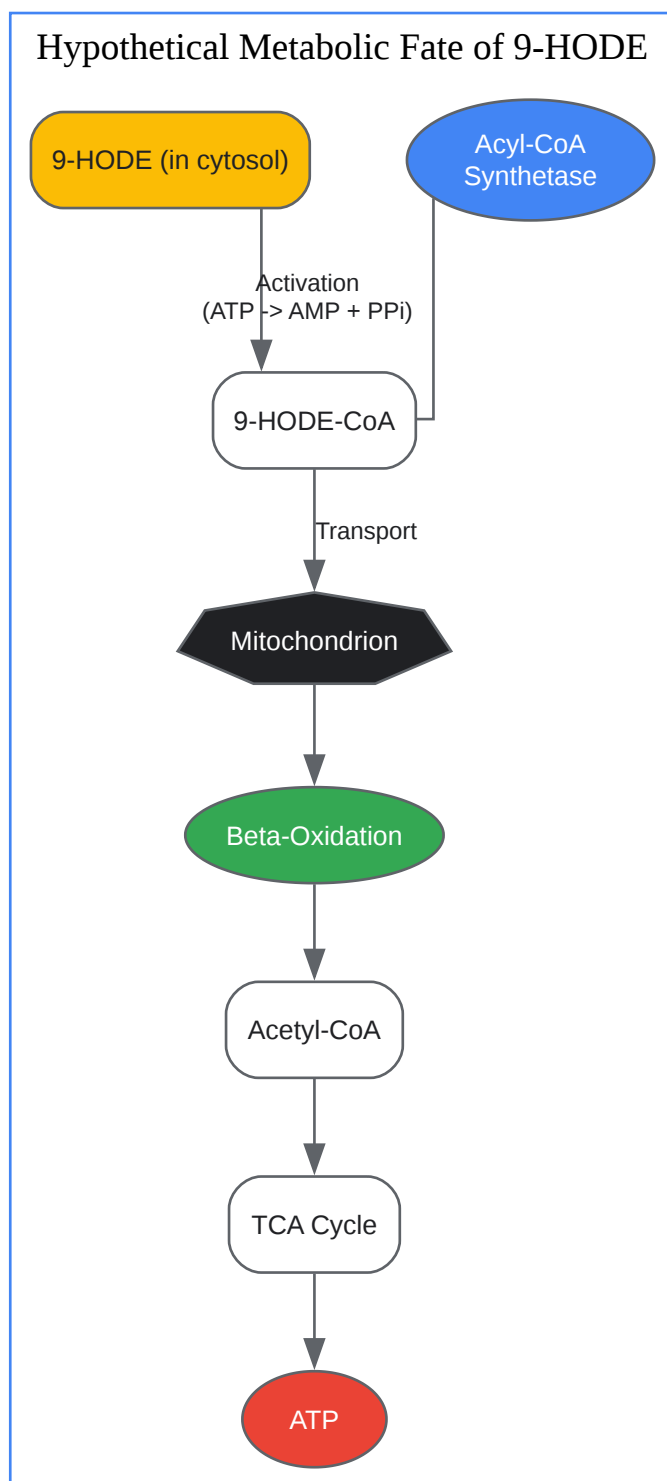 Hypothetical Metabolic Fate of 9-HODE
9-HODE (in cytosol)
Acyl-CoA
Synthetase
Activation
(ATP -> AMP + PPi)
9-HODE-CoA
Transport
Mitochondrion
Beta-Oxidation
Acetyl-CoA
TCA Cycle
ATP